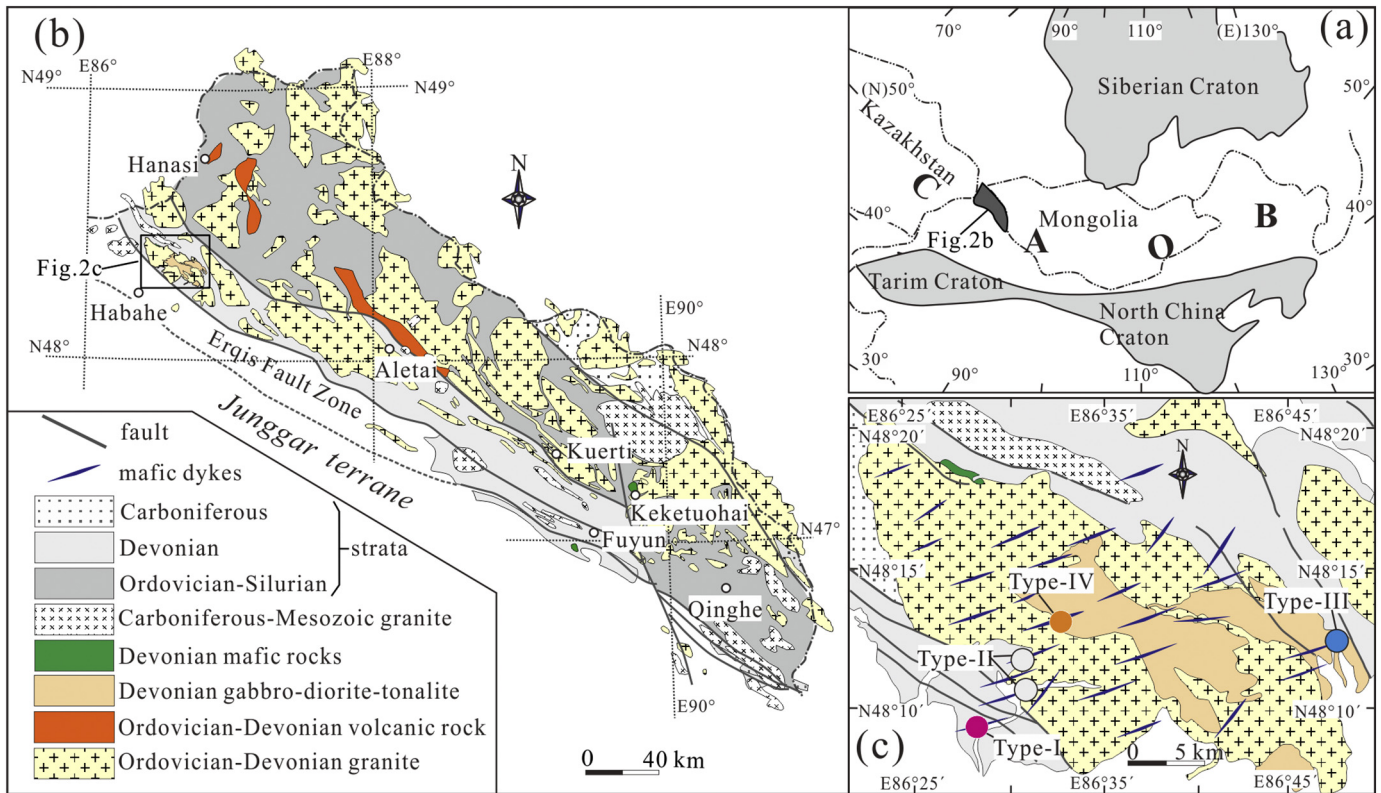 (b)
E86°
E88°
N49°
N49°
Hanasi
N
Fig.2c
Habahe
E90°
N48°
N48°
Aletai
Erqis Fault Zone
Junggar terrane
Kuerti
Keketuohai
Fuyun
N47°
Qinghe
E90°
fault
mafic dykes
Carboniferous
Devonian
strata
Ordovician-Silurian
Carboniferous-Mesozoic granite
Devonian mafic rocks
Devonian gabbro-diorite-tonalite
Ordovician-Devonian volcanic rock
Ordovician-Devonian granite
0 40 km
(a)
70°
90°
110°
(E)130°
Siberian Craton
(N)50°
50°
Kazakhstan
C
A
O
B
Mongolia
40°
40°
Fig.2b
Tarim Craton
North China
Craton
30°
30°
90°
110°
130°
E86°25′
E86°35′
E86°45′
N48°20′
N48°20′
N
N48°15′
N48°15′
Type-IV
Type-III
Type-II
N48°10′
N48°10′
(c)
Type-I
0 5 km
E86°25′
E86°35′
E86°45′